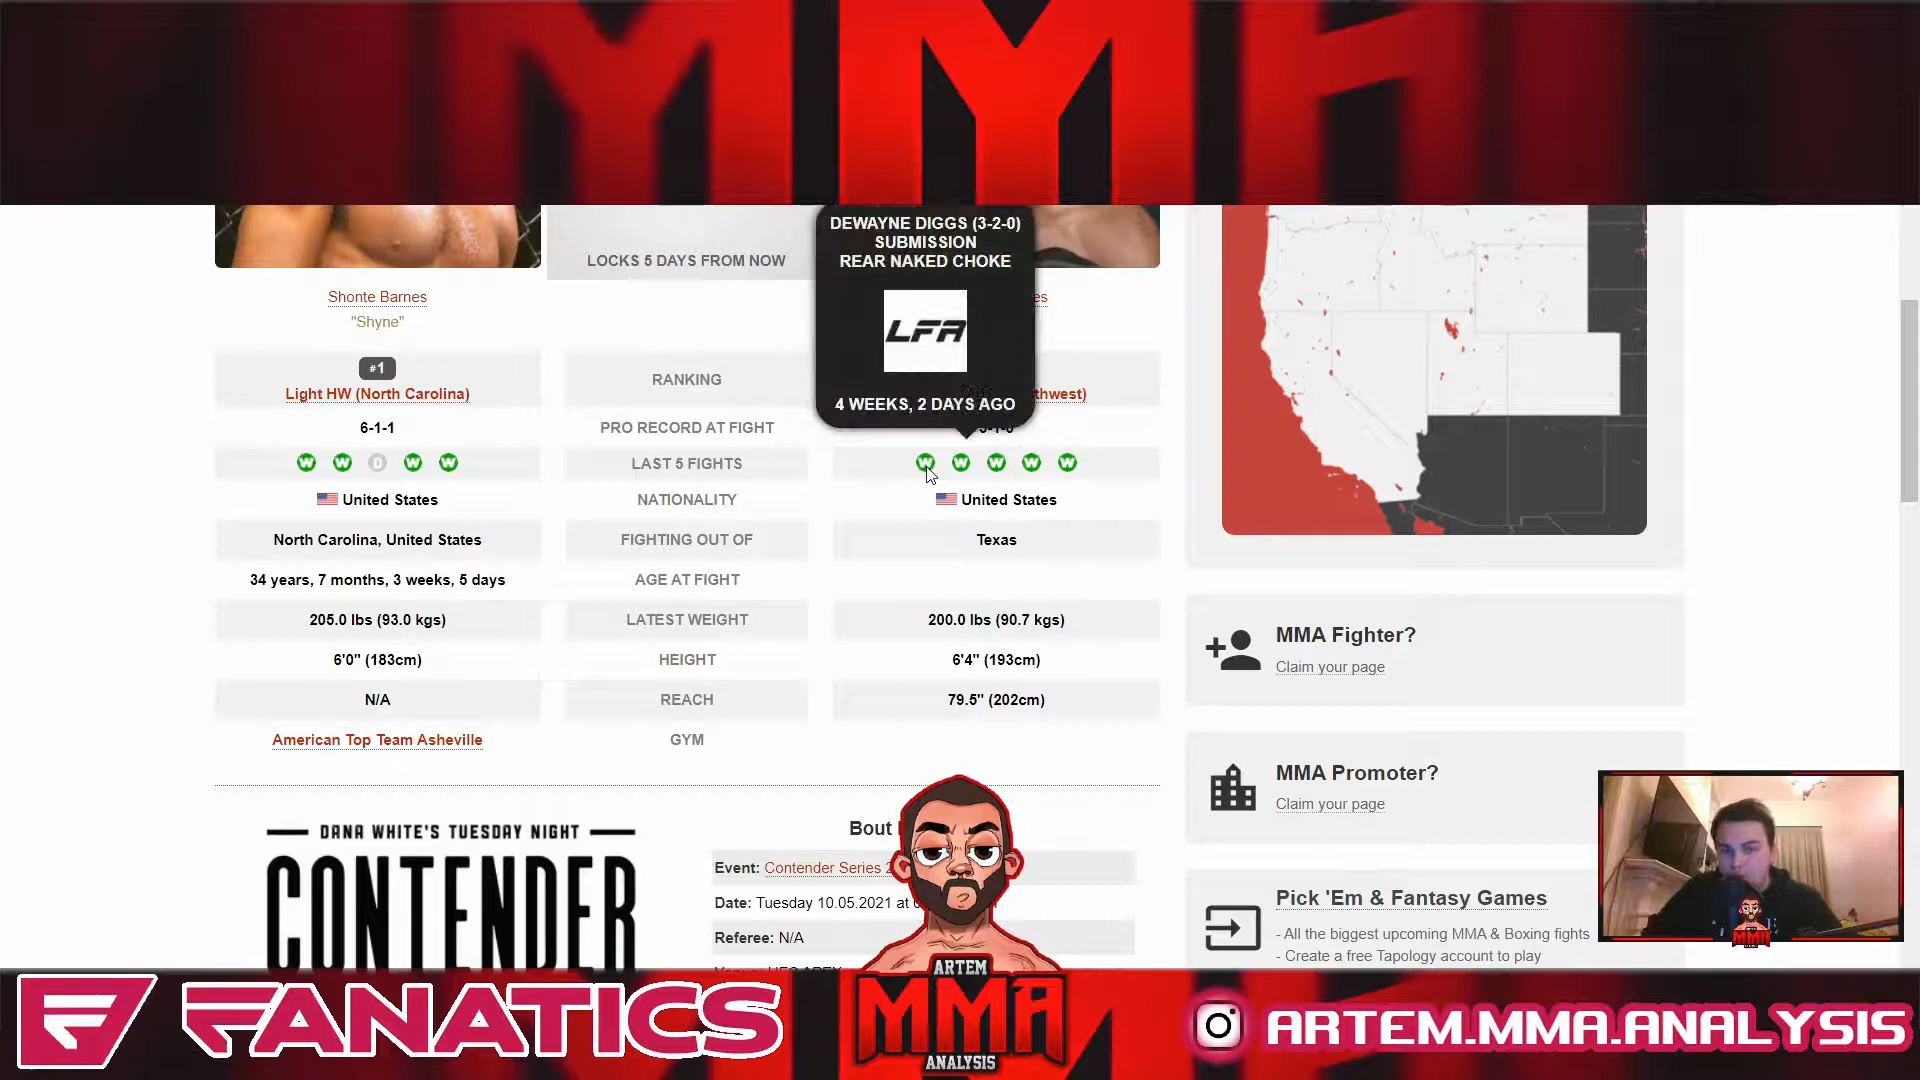 MMA
DEWAYNE DIGGS (3-2-0)
SUBMISSION
REAR NAKED CHOKE
LFA
4 WEEKS, 2 DAYS AGO
LOCKS 5 DAYS FROM NOW
Shonte Barnes
"Shyne"
#1
Light HW (North Carolina)
RANKING
6-1-1
PRO RECORD AT FIGHT
W W D W W
LAST 5 FIGHTS
W W W W W
United States
NATIONALITY
United States
North Carolina, United States
FIGHTING OUT OF
Texas
34 years, 7 months, 3 weeks, 5 days
AGE AT FIGHT
205.0 lbs (93.0 kgs)
LATEST WEIGHT
200.0 lbs (90.7 kgs)
6'0" (183cm)
HEIGHT
6'4" (193cm)
N/A
REACH
79.5" (202cm)
American Top Team Asheville
GYM
DANA WHITE'S TUESDAY NIGHT
CONTENDER
Bout
Event: Contender Series
Date: Tuesday 10.05.2021 at
Referee: N/A
MMA Fighter?
Claim your page
MMA Promoter?
Claim your page
Pick 'Em & Fantasy Games
- All the biggest upcoming MMA & Boxing fights
- Create a free Tapology account to play
FANATICS
ARTEM
MMA
ANALYSIS
ARTEM.MMA.ANALYSIS